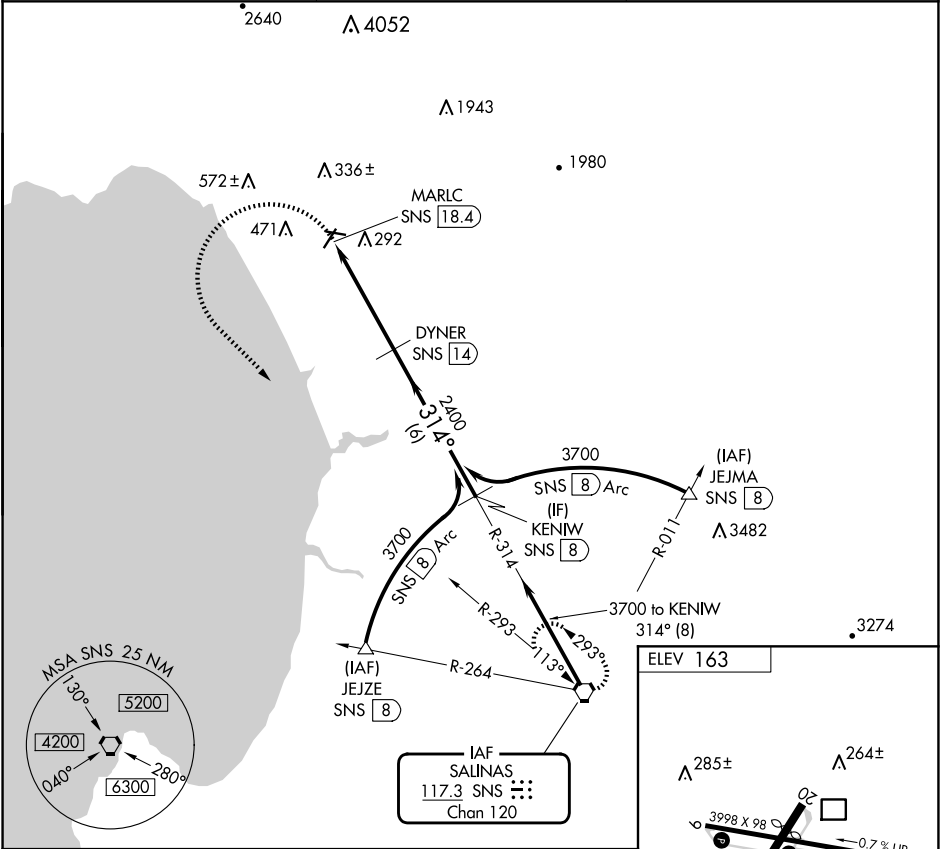 2640
4052
1943
1980
336±
572±
MARLC
SNS 18.4
471
292
DYNER
SNS 14
2400
314°
(6)
3700
SNS 8 Arc
(IAF)
JEJMA
SNS 8
(IF)
KENIW
SNS 8
3482
R-011
R-314
3700
SNS 8 Arc
R-293
113°
293°
3700 to KENIW
314° (8)
3274
R-264
(IAF)
JEJZE
SNS 8
MSA SNS 25 NM
130°
5200
4200
040°
280°
6300
IAF
SALINAS
117.3 SNS
Chan 120
ELEV 163
285±
264±
20
3998 X 98
9
P
0.7% UP